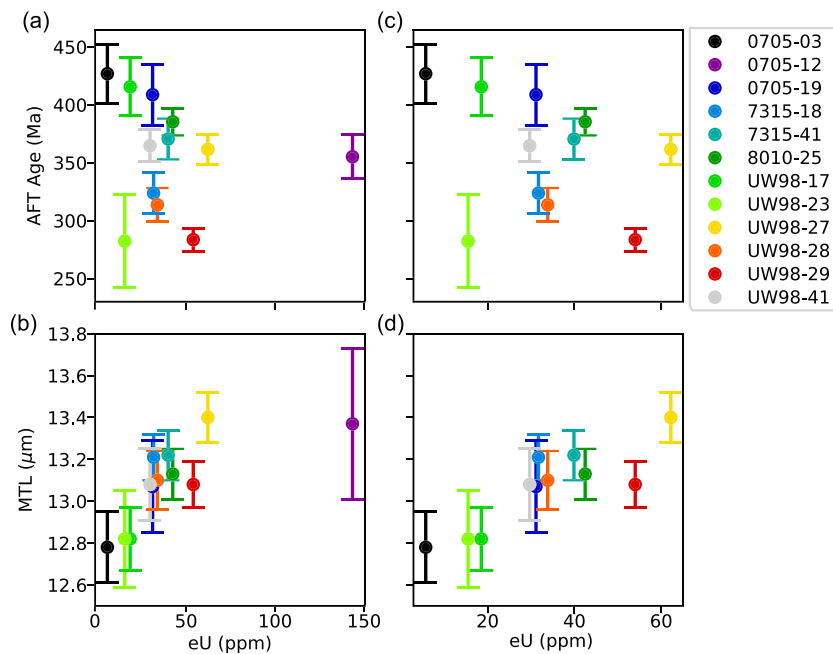 (a)
(c)
AFT Age (Ma)
450
400
350
300
250
0705-03
0705-12
0705-19
7315-18
7315-41
8010-25
UW98-17
UW98-23
UW98-27
UW98-28
UW98-29
UW98-41
(b)
(d)
MTL (μm)
13.8
13.6
13.4
13.2
13.0
12.8
12.6
0
50
100
150
eU (ppm)
20
40
60
eU (ppm)